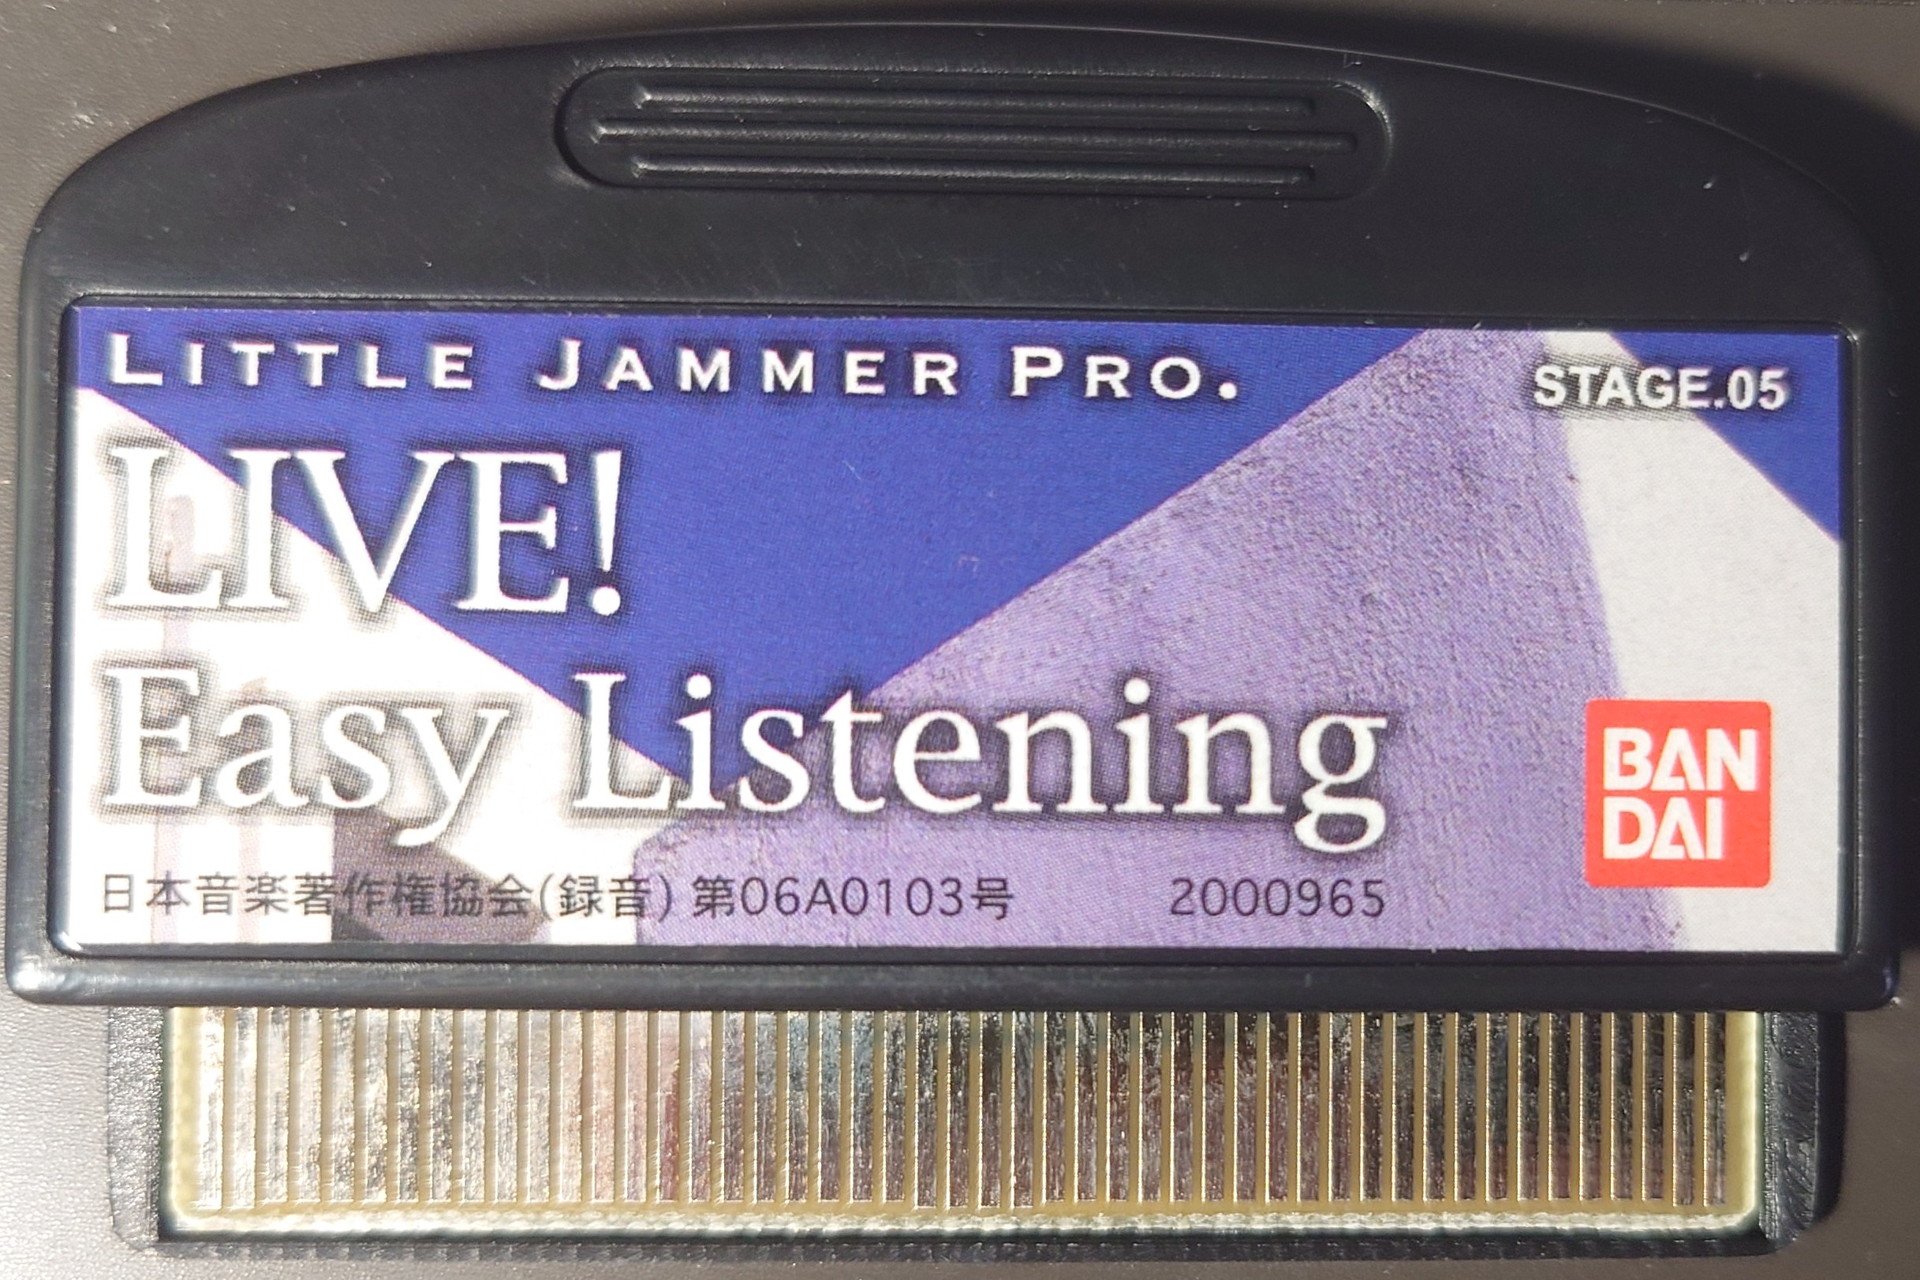 LITTLE JAMMER PRO.
STAGE.05
LIVE!
Easy Listening
BAN
DAI
日本音楽著作権協会(録音) 第06A0103号
2000965